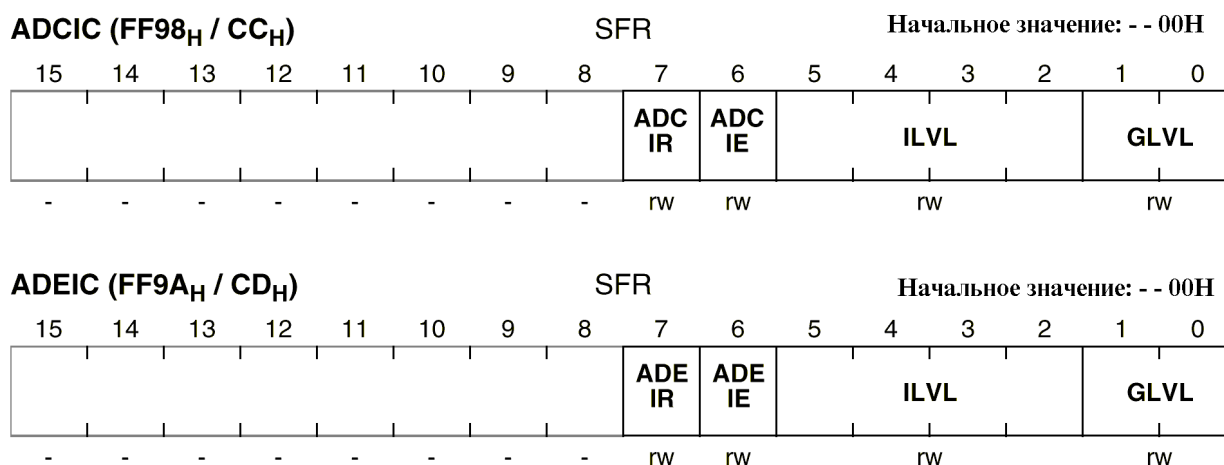 ADCIC (FF98H / CCH) SFR Начальное значение: - - 00H
15 14 13 12 11 10 9 8 7 6 5 4 3 2 1 0
ADC IR ADC IE ILVL GLVL
- - - - - - - - rw rw rw rw
ADEIC (FF9AH / CDH) SFR Начальное значение: - - 00H
15 14 13 12 11 10 9 8 7 6 5 4 3 2 1 0
ADE IR ADE IE ILVL GLVL
- - - - - - - - rw rw rw rw